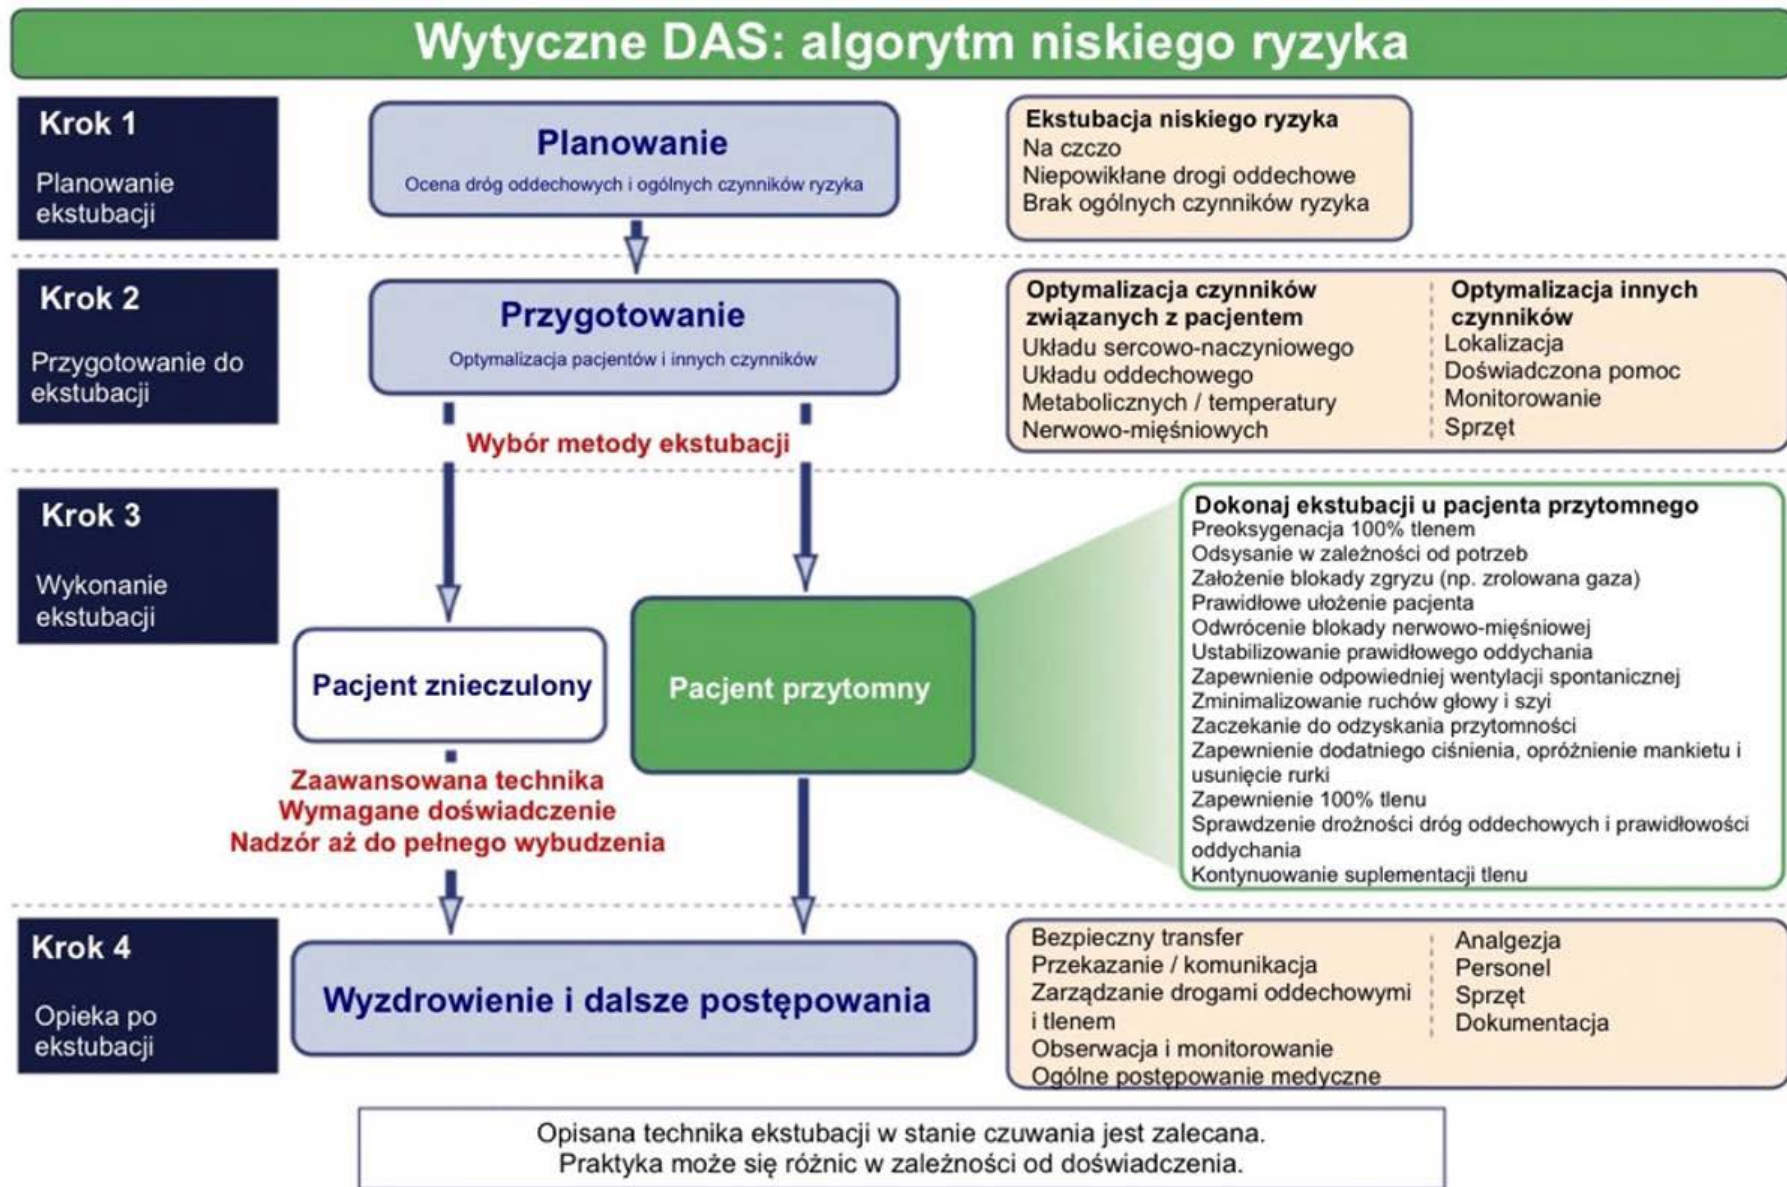 Wytyczne DAS: algorytm niskiego ryzyka
Krok 1
Planowanie
ekstubacji
Planowanie
Ocena dróg oddechowych i ogólnych czynników ryzyka
Ekstubacja niskiego ryzyka
Na czczo
Niepowikłane drogi oddechowe
Brak ogólnych czynników ryzyka
Krok 2
Przygotowanie do
ekstubacji
Przygotowanie
Optymalizacja pacjentów i innych czynników
Optymalizacja czynników
związanych z pacjentem
Układu sercowo-naczyniowego
Układu oddechowego
Metabolicznych / temperatury
Nerwowo-mięśniowych
Optymalizacja innych
czynników
Lokalizacja
Doświadczona pomoc
Monitorowanie
Sprzęt
Wybór metody ekstubacji
Krok 3
Wykonanie
ekstubacji
Pacjent znieczulony
Pacjent przytomny
Zaawansowana technika
Wymagane doświadczenie
Nadzór aż do pełnego wybudzenia
Dokonaj ekstubacji u pacjenta przytomnego
Preoksygenacja 100% tlenem
Odsysanie w zależności od potrzeb
Założenie blokady zgryzu (np. zrolowana gaza)
Prawidłowe ułożenie pacjenta
Odwrócenie blokady nerwowo-mięśniowej
Ustabilizowanie prawidłowego oddychania
Zapewnienie odpowiedniej wentylacji spontanicznej
Zminimalizowanie ruchów głowy i szyi
Zaczekanie do odzyskania przytomności
Zapewnienie dodatniego ciśnienia, opróżnienie mankietu i
usunięcie rurki
Zapewnienie 100% tlenu
Sprawdzenie drożności dróg oddechowych i prawidłowości
oddychania
Kontynuowanie suplementacji tlenu
Krok 4
Opieka po
ekstubacji
Wyzdrowienie i dalsze postępowania
Bezpieczny transfer
Przekazanie / komunikacja
Zarządzanie drogami oddechowymi
i tlenem
Obserwacja i monitorowanie
Ogólne postępowanie medyczne
Analgezja
Personel
Sprzęt
Dokumentacja
Opisana technika ekstubacji w stanie czuwania jest zalecana.
Praktyka może się różnic w zależności od doświadczenia.